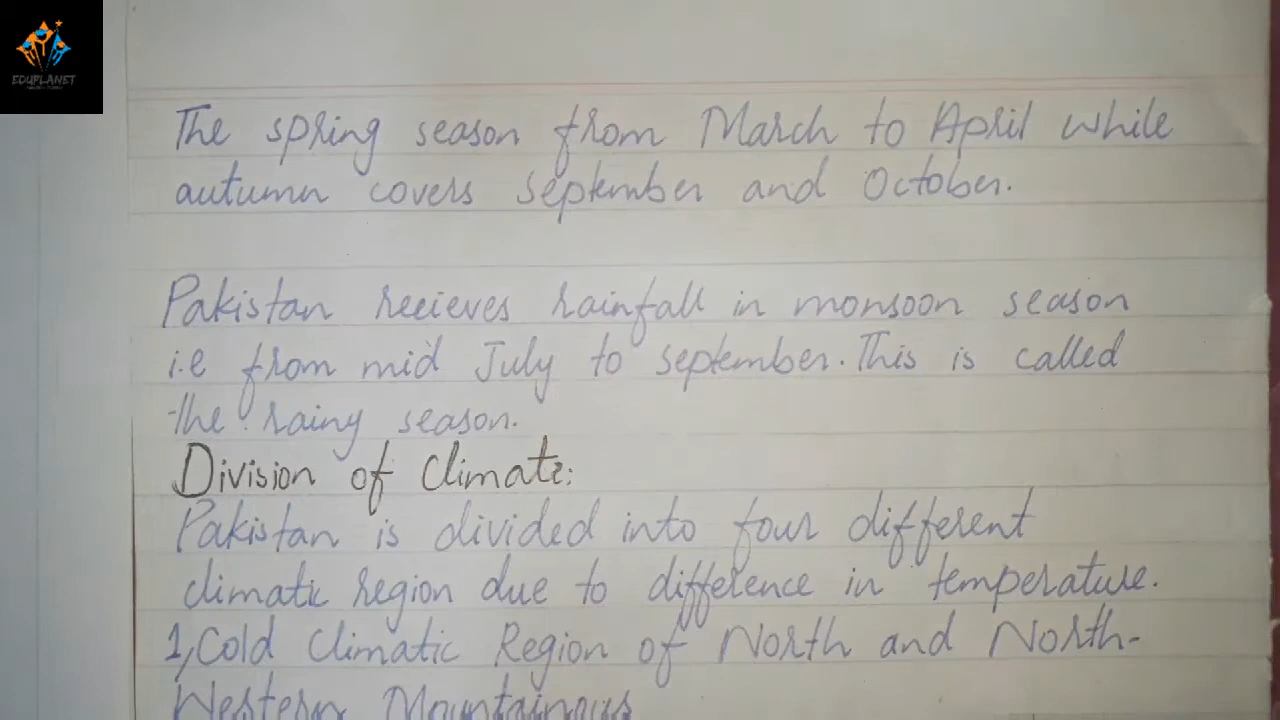 EDUPLANET
The spring season from March to April while
autumn covers September and October.
Pakistan recieves rainfall in monsoon season
i.e from mid July to september. This is called
the rainy season.
Division of Climate:
Pakistan is divided into four different
climatic region due to difference in temperature.
1, Cold Climatic Region of North and North-
Western Mountainous